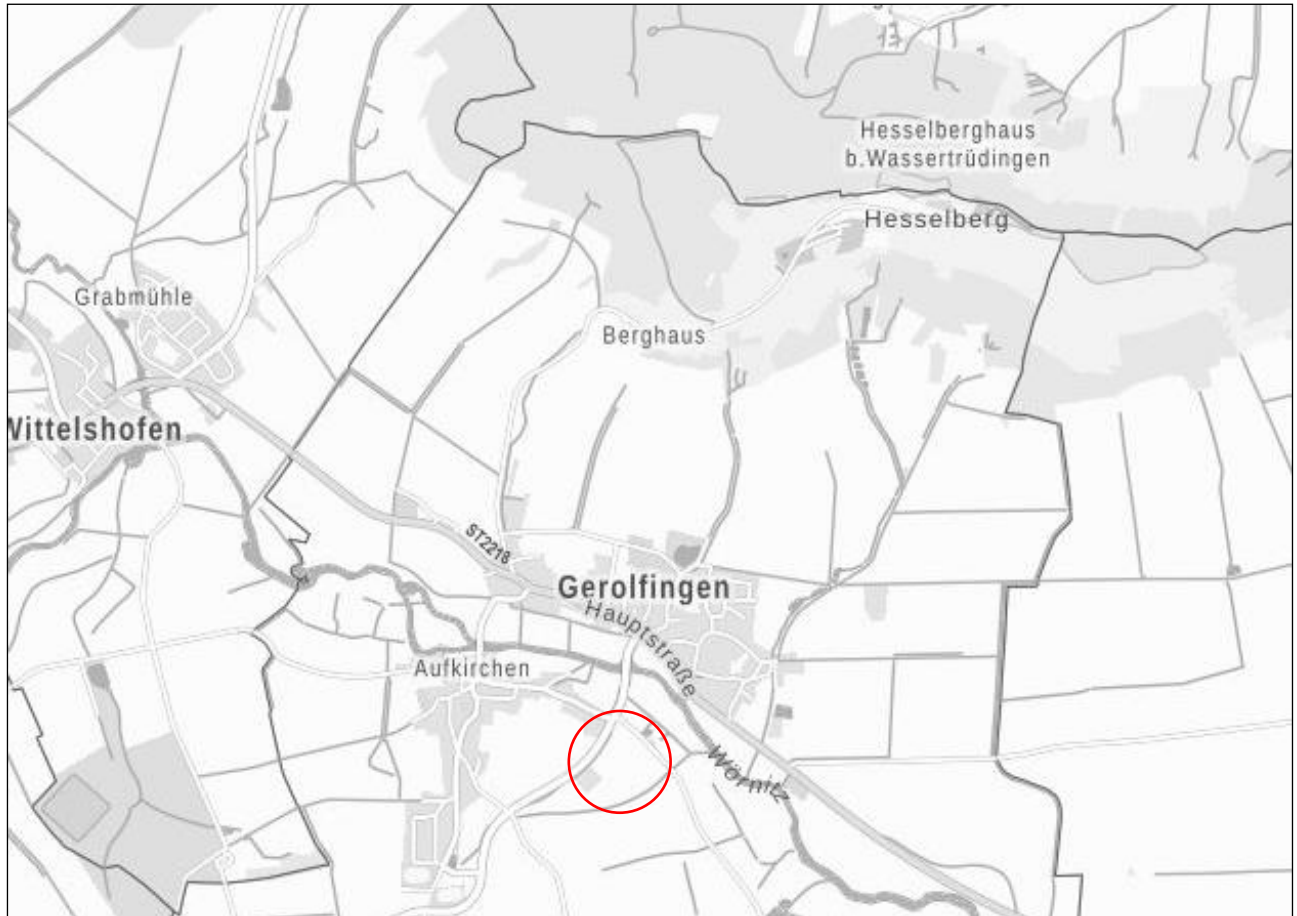 Hesselberghaus
b.Wassertrüdingen
Hesselberg
Grabmühle
Berghaus
Wittelshofen
ST2218
Gerolfingen
Hauptstraße
Aufkirchen
Wörnitz